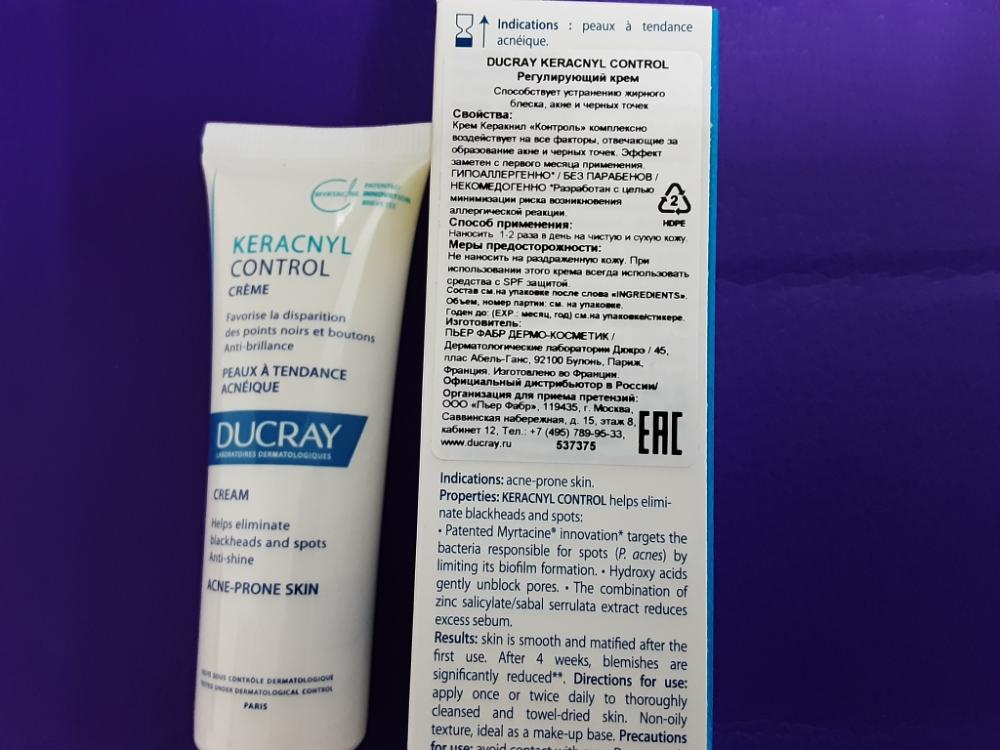 MYRTACINE
PATENTED
INNOVATION
BREVETÉE
KERACNYL
CONTROL
CRÈME
Favorise la disparition
des points noirs et boutons
Anti-brillance
PEAUX À TENDANCE
ACNÉIQUE
DUCRAY
LABORATOIRES DERMATOLOGIQUES
CREAM
Helps eliminate
blackheads and spots
Anti-shine
ACNE-PRONE SKIN
SOUS CONTRÔLE DERMATOLOGIQUE
UNDER DERMATOLOGICAL CONTROL
PARIS
Indications : peaux à tendance
acnéique.
DUCRAY KERACNYL CONTROL
Регулирующий крем
Способствует устранению жирного
блеска, акне и черных точек
Свойства:
Крем Керакнил «Контроль» комплексно
воздействует на все факторы, отвечающие за
образование акне и черных точек. Эффект
заметен с первого месяца применения.
ГИПОАЛЛЕРГЕННО* / БЕЗ ПАРАБЕНОВ /
НЕКОМЕДОГЕННО *Разработан с целью
минимизации риска возникновения
аллергической реакции.
2
HDPE
Способ применения:
Наносить 1-2 раза в день на чистую и сухую кожу.
Меры предосторожности:
Не наносить на раздраженную кожу. При
использовании этого крема всегда использовать
средства с SPF защитой.
Состав см.на упаковке после слова «INGREDIENTS».
Объем, номер партии: см. на упаковке.
Годен до: (EXP.: месяц, год) см.на упаковке/стикере.
Изготовитель:
ПЬЕР ФАБР ДЕРМО-КОСМЕТИК /
Дерматологические лаборатории Дюкрэ / 45,
плас Абель-Ганс, 92100 Булонь, Париж,
Франция. Изготовлено во Франции.
Официальный дистрибьютор в России/
Организация для приема претензий:
ООО «Пьер Фабр», 119435, г. Москва,
Саввинская набережная, д. 15, этаж 8,
кабинет 12, Тел.: +7 (495) 789-95-33,
www.ducray.ru 537375
EAC
Indications: acne-prone skin.
Properties: KERACNYL CONTROL helps elimi-
nate blackheads and spots:
• Patented Myrtacine® innovation* targets the
bacteria responsible for spots (P. acnes) by
limiting its biofilm formation. • Hydroxy acids
gently unblock pores. • The combination of
zinc salicylate/sabal serrulata extract reduces
excess sebum.
Results: skin is smooth and matified after the
first use. After 4 weeks, blemishes are
significantly reduced**. Directions for use:
apply once or twice daily to thoroughly
cleansed and towel-dried skin. Non-oily
texture, ideal as a make-up base. Precautions
for use: avoid contact with